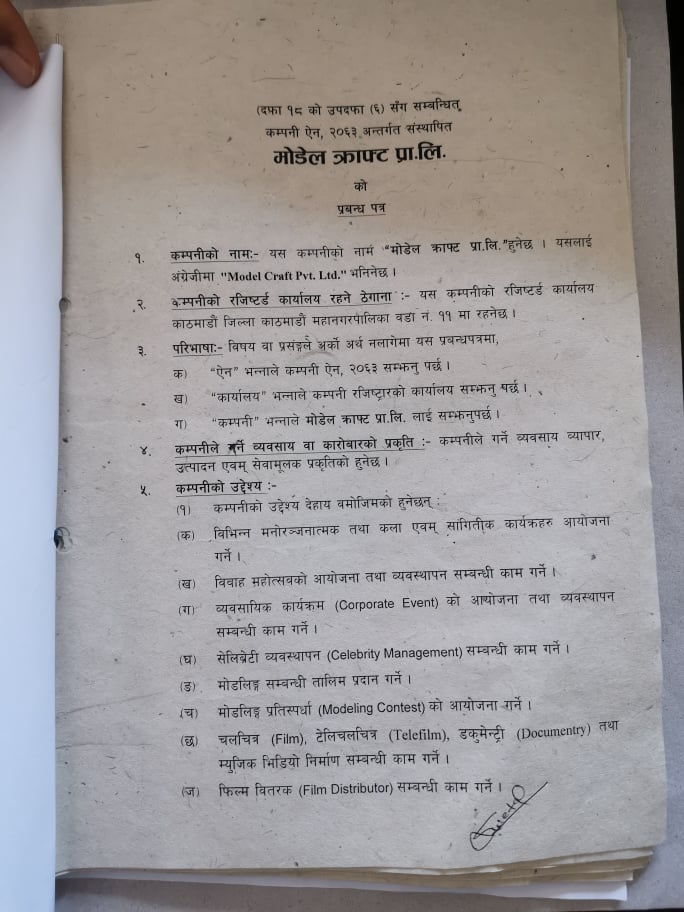 (दफा १८ को उपदफा (६) सँग सम्बन्धित्
कम्पनी ऐन, २०६३ अन्तर्गत संस्थापित
मोडेल क्राफ्ट प्रा.लि.
को
प्रबन्ध पत्र
१. कम्पनीको नामः- यस कम्पनीको नाम "मोडेल क्राफ्ट प्रा.लि."हुनेछ । यसलाई
अंग्रेजीमा "Model Craft Pvt. Ltd." भनिनेछ ।
२. कम्पनीको रजिष्टर्ड कार्यालय रहने ठेगाना :- यस कम्पनीको रजिष्टर्ड कार्यालय
काठमाडौं जिल्ला काठमाडौं महानगरपालिका वडा नं. ११ मा रहनेछ ।
३. परिभाषाः- विषय वा प्रसङ्गले अर्को अर्थ नलागेमा यस प्रबन्धपत्रमा,
क) "ऐन" भन्नाले कम्पनी ऐन, २०६३ सम्झनु पर्छ ।
ख) "कार्यालय" भन्नाले कम्पनी रजिष्ट्रारको कार्यालय सम्झनु पर्छ ।
ग) "कम्पनी" भन्नाले मोडेल क्राफ्ट प्रा.लि. लाई सम्झनुपर्छ ।
४. कम्पनीले गर्ने व्यवसाय वा कारोबारको प्रकृति :- कम्पनीले गर्ने व्यवसाय व्यापार,
उत्पादन एवम् सेवामूलक प्रकृतिको हुनेछ ।
५. कम्पनीको उद्देश्य :-
(१) कम्पनीको उद्देश्य देहाय वमोजिमको हुनेछन् :
(क) विभिन्न मनोरञ्जनात्मक तथा कला एवम् सांगितीक कार्यक्रहरु आयोजना
गर्ने ।
(ख) विवाह महोत्सवको आयोजना तथा व्यवस्थापन सम्बन्धी काम गर्ने ।
(ग) व्यवसायिक कार्यक्रम (Corporate Event) को आयोजना तथा व्यवस्थापन
सम्बन्धी काम गर्ने ।
(घ) सेलिब्रेटी व्यवस्थापन (Celebrity Management) सम्बन्धी काम गर्ने ।
(ङ) मोडलिङ्ग सम्बन्धी तालिम प्रदान गर्ने ।
(च) मोडलिङ्ग प्रतिस्पर्धा (Modeling Contest) को आयोजना गर्ने ।
(छ) चलचित्र (Film), टेलिचलचित्र (Telefilm), डकुमेन्ट्री (Documentry) तथा
म्युजिक भिडियो निर्माण सम्बन्धी काम गर्ने ।
(ज) फिल्म वितरक (Film Distributor) सम्बन्धी काम गर्ने ।